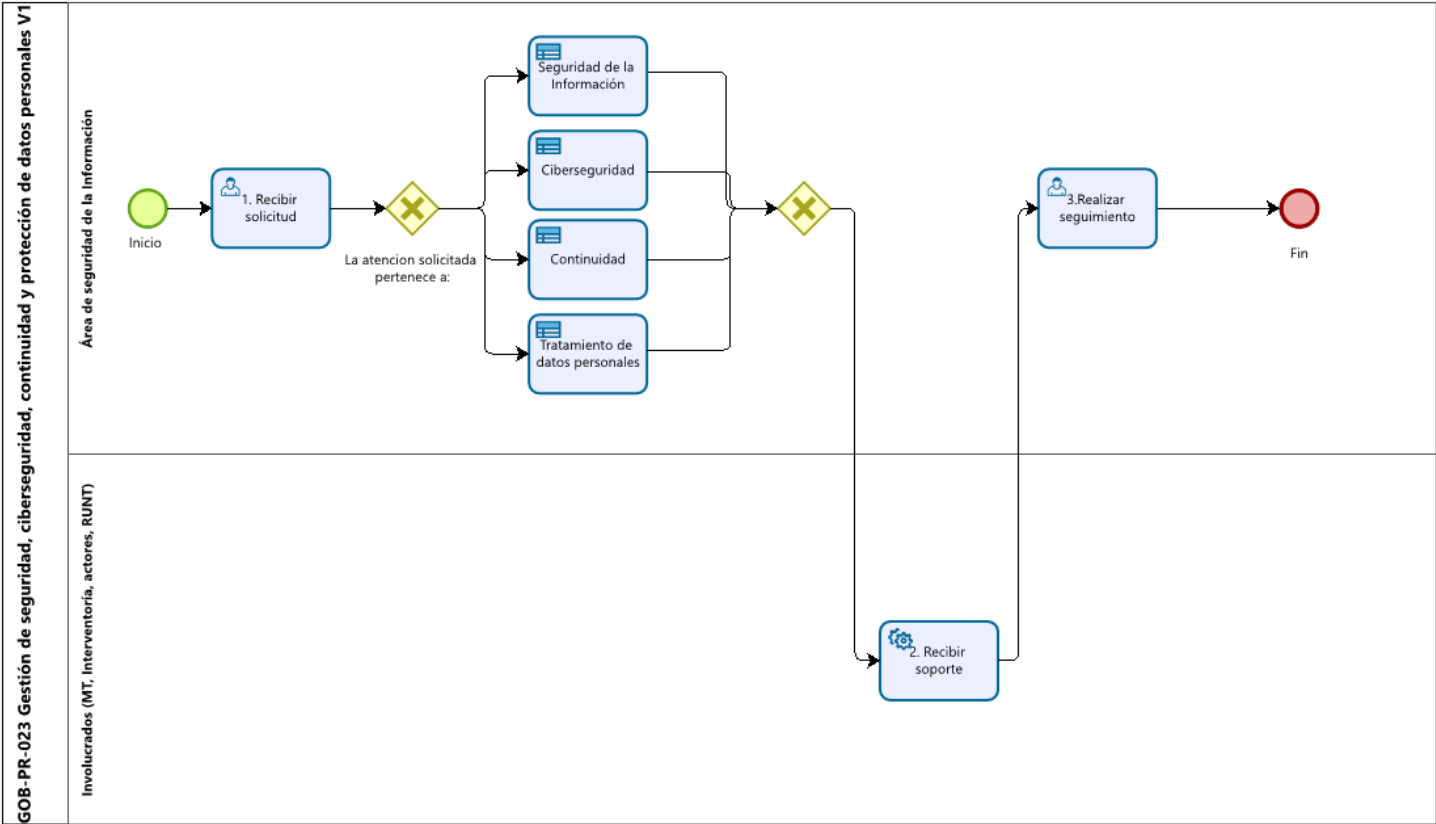 GOB-PR-023 Gestión de seguridad, ciberseguridad, continuidad y protección de datos personales V1
Área de seguridad de la Información
Inicio
1. Recibir
solicitud
La atencion solicitada
pertenece a:
Seguridad de la
Información
Ciberseguridad
Continuidad
Tratamiento de
datos personales
3.Realizar
seguimiento
Fin
Involucrados (MT, Interventoría, actores, RUNT)
2. Recibir
soporte